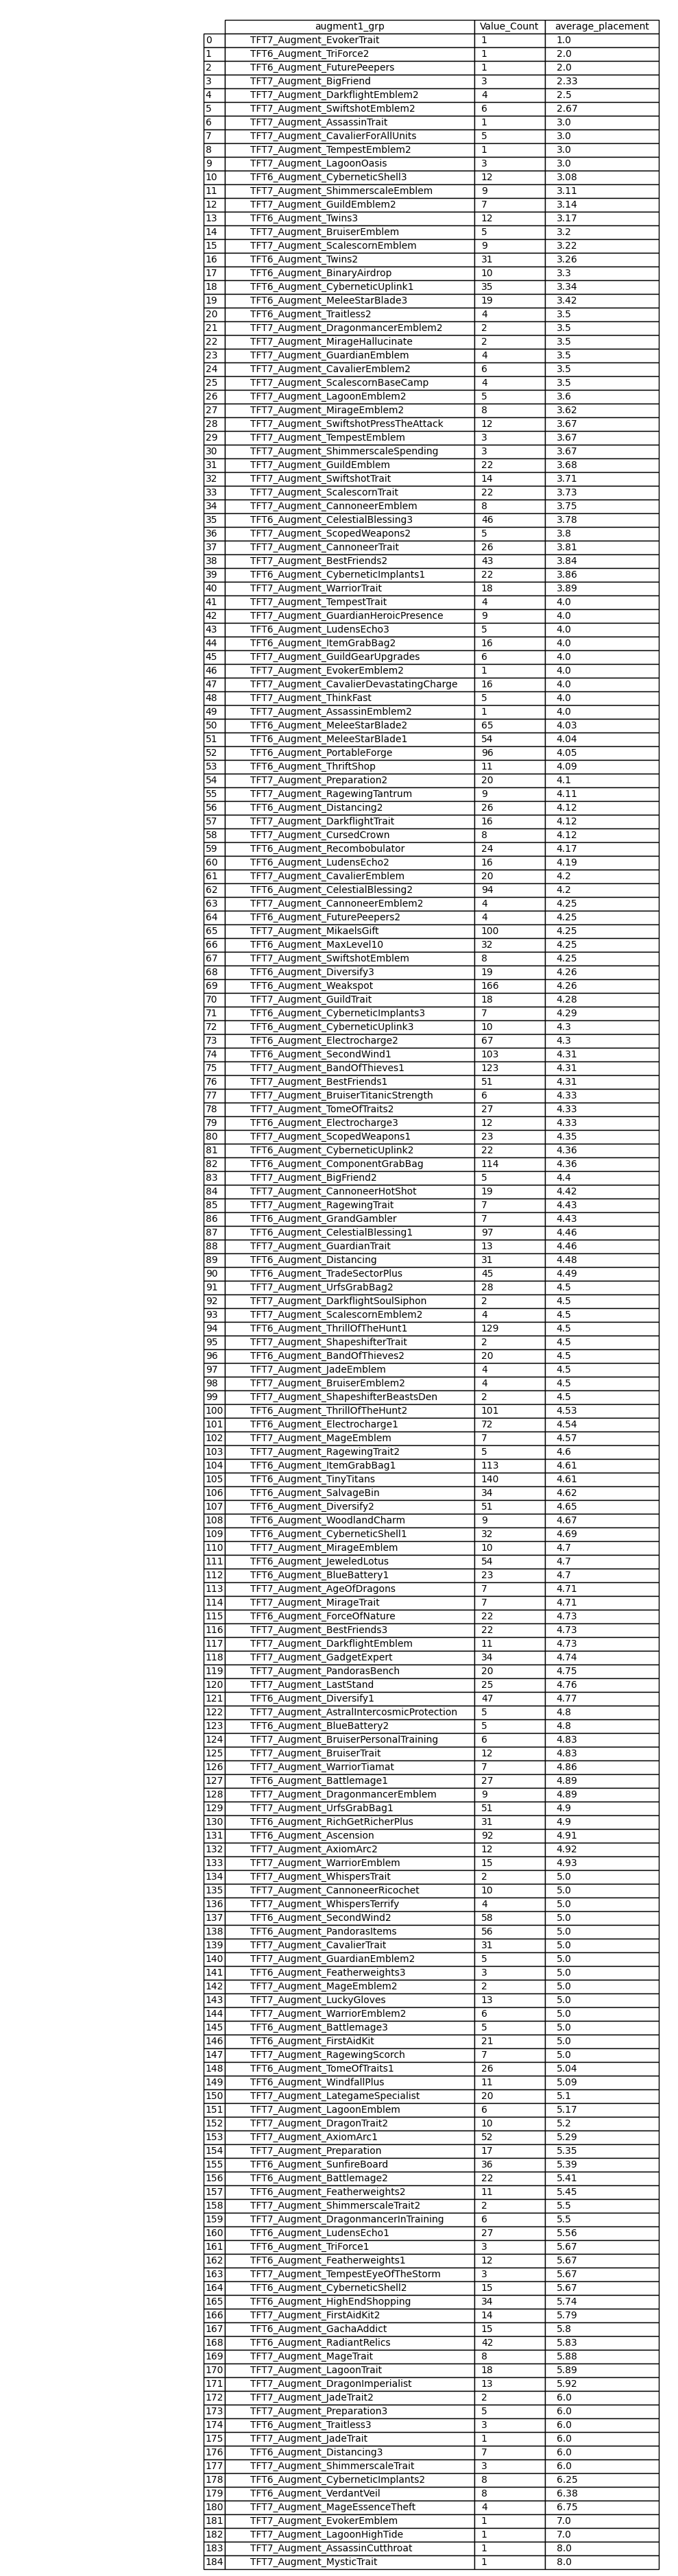 augment1_grp Value_Count average_placement
0 TFT7_Augment_EvokerTrait 1 1.0
1 TFT6_Augment_TriForce2 1 2.0
2 TFT6_Augment_FuturePeepers 1 2.0
3 TFT7_Augment_BigFriend 3 2.33
4 TFT7_Augment_DarkflightEmblem2 4 2.5
5 TFT7_Augment_SwiftshotEmblem2 6 2.67
6 TFT7_Augment_AssassinTrait 1 3.0
7 TFT7_Augment_CavalierForAllUnits 5 3.0
8 TFT7_Augment_TempestEmblem2 1 3.0
9 TFT7_Augment_LagoonOasis 3 3.0
10 TFT6_Augment_CyberneticShell3 12 3.08
11 TFT7_Augment_ShimmerscaleEmblem 9 3.11
12 TFT7_Augment_GuildEmblem2 7 3.14
13 TFT6_Augment_Twins3 12 3.17
14 TFT7_Augment_BruiserEmblem 5 3.2
15 TFT7_Augment_ScalescornEmblem 9 3.22
16 TFT6_Augment_Twins2 31 3.26
17 TFT6_Augment_BinaryAirdrop 10 3.3
18 TFT6_Augment_CyberneticUplink1 35 3.34
19 TFT6_Augment_MeleeStarBlade3 19 3.42
20 TFT6_Augment_Traitless2 4 3.5
21 TFT7_Augment_DragonmancerEmblem2 2 3.5
22 TFT7_Augment_MirageHallucinate 2 3.5
23 TFT7_Augment_GuardianEmblem 4 3.5
24 TFT7_Augment_CavalierEmblem2 6 3.5
25 TFT7_Augment_ScalescornBaseCamp 4 3.5
26 TFT7_Augment_LagoonEmblem2 5 3.6
27 TFT7_Augment_MirageEmblem2 8 3.62
28 TFT7_Augment_SwiftshotPressTheAttack 12 3.67
29 TFT7_Augment_TempestEmblem 3 3.67
30 TFT7_Augment_ShimmerscaleSpending 3 3.67
31 TFT7_Augment_GuildEmblem 22 3.68
32 TFT7_Augment_SwiftshotTrait 14 3.71
33 TFT7_Augment_ScalescornTrait 22 3.73
34 TFT7_Augment_CannoneerEmblem 8 3.75
35 TFT6_Augment_CelestialBlessing3 46 3.78
36 TFT7_Augment_ScopedWeapons2 5 3.8
37 TFT7_Augment_CannoneerTrait 26 3.81
38 TFT7_Augment_BestFriends2 43 3.84
39 TFT6_Augment_CyberneticImplants1 22 3.86
40 TFT7_Augment_WarriorTrait 18 3.89
41 TFT7_Augment_TempestTrait 4 4.0
42 TFT7_Augment_GuardianHeroicPresence 9 4.0
43 TFT6_Augment_LudensEcho3 5 4.0
44 TFT6_Augment_ItemGrabBag2 16 4.0
45 TFT7_Augment_GuildGearUpgrades 6 4.0
46 TFT7_Augment_EvokerEmblem2 1 4.0
47 TFT7_Augment_CavalierDevastatingCharge 16 4.0
48 TFT7_Augment_ThinkFast 5 4.0
49 TFT7_Augment_AssassinEmblem2 1 4.0
50 TFT6_Augment_MeleeStarBlade2 65 4.03
51 TFT6_Augment_MeleeStarBlade1 54 4.04
52 TFT6_Augment_PortableForge 96 4.05
53 TFT6_Augment_ThriftShop 11 4.09
54 TFT7_Augment_Preparation2 20 4.1
55 TFT7_Augment_RagewingTantrum 9 4.11
56 TFT6_Augment_Distancing2 26 4.12
57 TFT7_Augment_DarkflightTrait 16 4.12
58 TFT7_Augment_CursedCrown 8 4.12
59 TFT6_Augment_Recombobulator 24 4.17
60 TFT6_Augment_LudensEcho2 16 4.19
61 TFT7_Augment_CavalierEmblem 20 4.2
62 TFT6_Augment_CelestialBlessing2 94 4.2
63 TFT7_Augment_CannoneerEmblem2 4 4.25
64 TFT6_Augment_FuturePeepers2 4 4.25
65 TFT7_Augment_MikaelsGift 100 4.25
66 TFT6_Augment_MaxLevel10 32 4.25
67 TFT7_Augment_SwiftshotEmblem 8 4.25
68 TFT6_Augment_Diversify3 19 4.26
69 TFT6_Augment_Weakspot 166 4.26
70 TFT7_Augment_GuildTrait 18 4.28
71 TFT6_Augment_CyberneticImplants3 7 4.29
72 TFT6_Augment_CyberneticUplink3 10 4.3
73 TFT6_Augment_Electrocharge2 67 4.3
74 TFT6_Augment_SecondWind1 103 4.31
75 TFT7_Augment_BandOfThieves1 123 4.31
76 TFT7_Augment_BestFriends1 51 4.31
77 TFT7_Augment_BruiserTitanicStrength 6 4.33
78 TFT6_Augment_TomeOfTraits2 27 4.33
79 TFT6_Augment_Electrocharge3 12 4.33
80 TFT7_Augment_ScopedWeapons1 23 4.35
81 TFT6_Augment_CyberneticUplink2 22 4.36
82 TFT6_Augment_ComponentGrabBag 114 4.36
83 TFT7_Augment_BigFriend2 5 4.4
84 TFT7_Augment_CannoneerHotShot 19 4.42
85 TFT7_Augment_RagewingTrait 7 4.43
86 TFT6_Augment_GrandGambler 7 4.43
87 TFT6_Augment_CelestialBlessing1 97 4.46
88 TFT7_Augment_GuardianTrait 13 4.46
89 TFT6_Augment_Distancing 31 4.48
90 TFT6_Augment_TradeSectorPlus 45 4.49
91 TFT7_Augment_UrfsGrabBag2 28 4.5
92 TFT7_Augment_DarkflightSoulSiphon 2 4.5
93 TFT7_Augment_ScalescornEmblem2 4 4.5
94 TFT6_Augment_ThrillOfTheHunt1 129 4.5
95 TFT7_Augment_ShapeshifterTrait 2 4.5
96 TFT6_Augment_BandOfThieves2 20 4.5
97 TFT7_Augment_JadeEmblem 4 4.5
98 TFT7_Augment_BruiserEmblem2 4 4.5
99 TFT7_Augment_ShapeshifterBeastsDen 2 4.5
100 TFT6_Augment_ThrillOfTheHunt2 101 4.53
101 TFT6_Augment_Electrocharge1 72 4.54
102 TFT7_Augment_MageEmblem 7 4.57
103 TFT7_Augment_RagewingTrait2 5 4.6
104 TFT6_Augment_ItemGrabBag1 113 4.61
105 TFT6_Augment_TinyTitans 140 4.61
106 TFT6_Augment_SalvageBin 34 4.62
107 TFT6_Augment_Diversify2 51 4.65
108 TFT6_Augment_WoodlandCharm 9 4.67
109 TFT6_Augment_CyberneticShell1 32 4.69
110 TFT7_Augment_MirageEmblem 10 4.7
111 TFT6_Augment_JeweledLotus 54 4.7
112 TFT6_Augment_BlueBattery1 23 4.7
113 TFT7_Augment_AgeOfDragons 7 4.71
114 TFT7_Augment_MirageTrait 7 4.71
115 TFT6_Augment_ForceOfNature 22 4.73
116 TFT7_Augment_BestFriends3 22 4.73
117 TFT7_Augment_DarkflightEmblem 11 4.73
118 TFT7_Augment_GadgetExpert 34 4.74
119 TFT7_Augment_PandorasBench 20 4.75
120 TFT7_Augment_LastStand 25 4.76
121 TFT6_Augment_Diversify1 47 4.77
122 TFT7_Augment_AstralIntercosmicProtection 5 4.8
123 TFT6_Augment_BlueBattery2 5 4.8
124 TFT7_Augment_BruiserPersonalTraining 6 4.83
125 TFT7_Augment_BruiserTrait 12 4.83
126 TFT7_Augment_WarriorTiamat 7 4.86
127 TFT6_Augment_Battlemage1 27 4.89
128 TFT7_Augment_DragonmancerEmblem 9 4.89
129 TFT7_Augment_UrfsGrabBag1 51 4.9
130 TFT6_Augment_RichGetRicherPlus 31 4.9
131 TFT6_Augment_Ascension 92 4.91
132 TFT7_Augment_AxiomArc2 12 4.92
133 TFT7_Augment_WarriorEmblem 15 4.93
134 TFT7_Augment_WhispersTrait 2 5.0
135 TFT7_Augment_CannoneerRicochet 10 5.0
136 TFT7_Augment_WhispersTerrify 4 5.0
137 TFT6_Augment_SecondWind2 58 5.0
138 TFT6_Augment_PandorasItems 56 5.0
139 TFT7_Augment_CavalierTrait 31 5.0
140 TFT7_Augment_GuardianEmblem2 5 5.0
141 TFT6_Augment_Featherweights3 3 5.0
142 TFT7_Augment_MageEmblem2 2 5.0
143 TFT7_Augment_LuckyGloves 13 5.0
144 TFT7_Augment_WarriorEmblem2 6 5.0
145 TFT6_Augment_Battlemage3 5 5.0
146 TFT6_Augment_FirstAidKit 21 5.0
147 TFT7_Augment_RagewingScorch 7 5.0
148 TFT6_Augment_TomeOfTraits1 26 5.04
149 TFT6_Augment_WindfallPlus 11 5.09
150 TFT7_Augment_LategameSpecialist 20 5.1
151 TFT7_Augment_LagoonEmblem 6 5.17
152 TFT7_Augment_DragonTrait2 10 5.2
153 TFT7_Augment_AxiomArc1 52 5.29
154 TFT7_Augment_Preparation 17 5.35
155 TFT6_Augment_SunfireBoard 36 5.39
156 TFT6_Augment_Battlemage2 22 5.41
157 TFT6_Augment_Featherweights2 11 5.45
158 TFT7_Augment_ShimmerscaleTrait2 2 5.5
159 TFT7_Augment_DragonmancerInTraining 6 5.5
160 TFT6_Augment_LudensEcho1 27 5.56
161 TFT6_Augment_TriForce1 3 5.67
162 TFT6_Augment_Featherweights1 12 5.67
163 TFT7_Augment_TempestEyeOfTheStorm 3 5.67
164 TFT6_Augment_CyberneticShell2 15 5.67
165 TFT6_Augment_HighEndShopping 34 5.74
166 TFT7_Augment_FirstAidKit2 14 5.79
167 TFT6_Augment_GachaAddict 15 5.8
168 TFT6_Augment_RadiantRelics 42 5.83
169 TFT7_Augment_MageTrait 8 5.88
170 TFT7_Augment_LagoonTrait 18 5.89
171 TFT7_Augment_DragonImperialist 13 5.92
172 TFT7_Augment_JadeTrait2 2 6.0
173 TFT7_Augment_Preparation3 5 6.0
174 TFT6_Augment_Traitless3 3 6.0
175 TFT7_Augment_JadeTrait 1 6.0
176 TFT6_Augment_Distancing3 7 6.0
177 TFT7_Augment_ShimmerscaleTrait 3 6.0
178 TFT6_Augment_CyberneticImplants2 8 6.25
179 TFT6_Augment_VerdantVeil 8 6.38
180 TFT7_Augment_MageEssenceTheft 4 6.75
181 TFT7_Augment_EvokerEmblem 1 7.0
182 TFT7_Augment_LagoonHighTide 1 7.0
183 TFT7_Augment_AssassinCutthroat 1 8.0
184 TFT7_Augment_MysticTrait 1 8.0